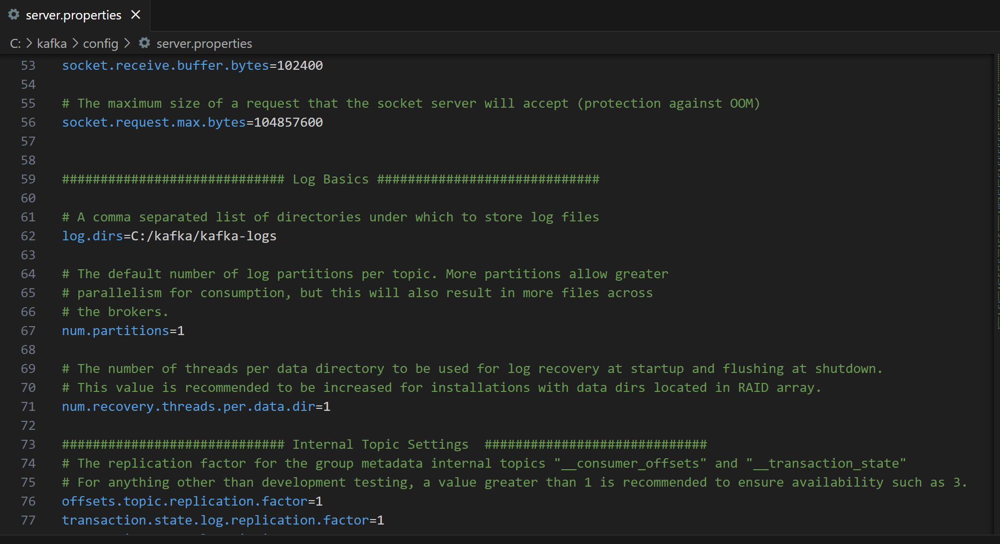 server.properties
C: > kafka > config > server.properties
53 socket.receive.buffer.bytes=102400
54
55 # The maximum size of a request that the socket server will accept (protection against OOM)
56 socket.request.max.bytes=104857600
57
58
59 ############################# Log Basics #############################
60
61 # A comma separated list of directories under which to store log files
62 log.dirs=C:/kafka/kafka-logs
63
64 # The default number of log partitions per topic. More partitions allow greater
65 # parallelism for consumption, but this will also result in more files across
66 # the brokers.
67 num.partitions=1
68
69 # The number of threads per data directory to be used for log recovery at startup and flushing at shutdown.
70 # This value is recommended to be increased for installations with data dirs located in RAID array.
71 num.recovery.threads.per.data.dir=1
72
73 ############################# Internal Topic Settings  #############################
74 # The replication factor for the group metadata internal topics "__consumer_offsets" and "__transaction_state"
75 # For anything other than development testing, a value greater than 1 is recommended to ensure availability such as 3.
76 offsets.topic.replication.factor=1
77 transaction.state.log.replication.factor=1